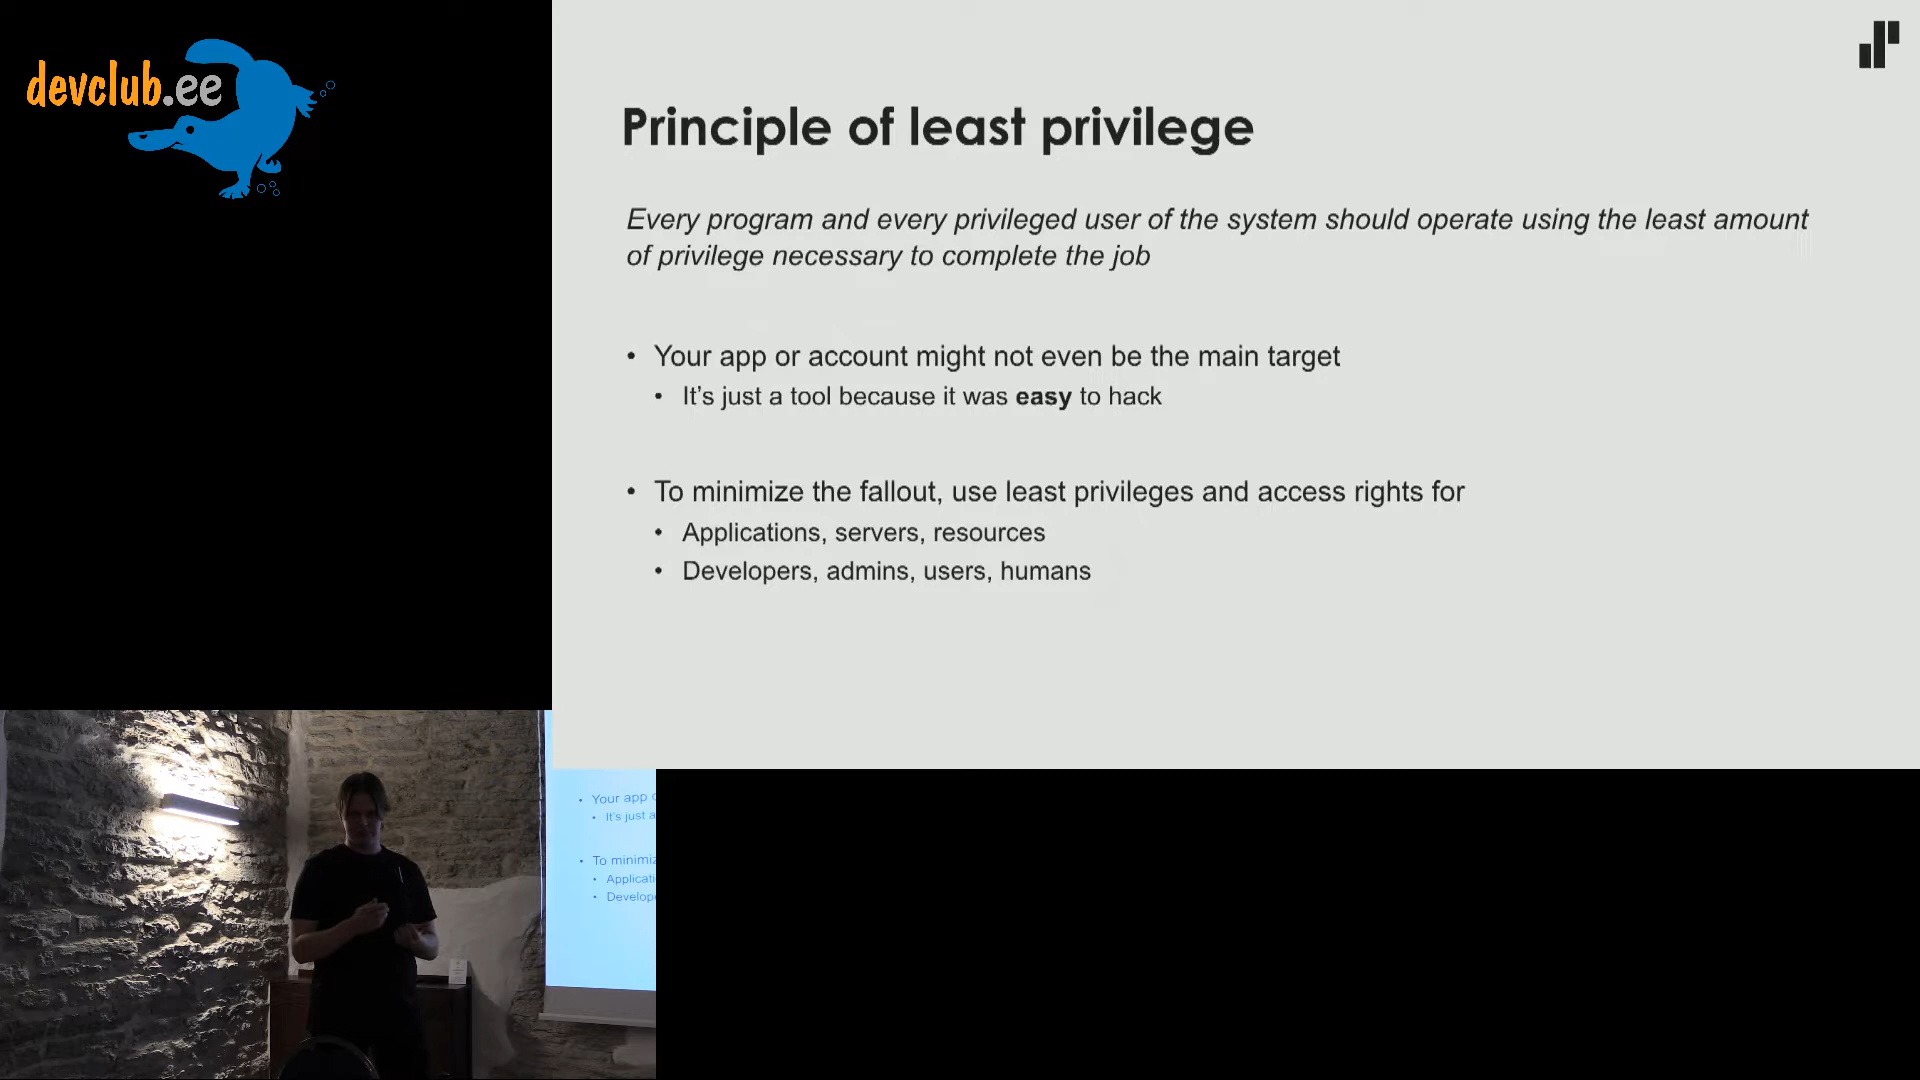 devclub.ee
Principle of least privilege
Every program and every privileged user of the system should operate using the least amount
of privilege necessary to complete the job
• Your app or account might not even be the main target
• It's just a tool because it was easy to hack
• To minimize the fallout, use least privileges and access rights for
• Applications, servers, resources
• Developers, admins, users, humans
• Your app
• It's just a
• To minimiz
• Applicati
• Develope